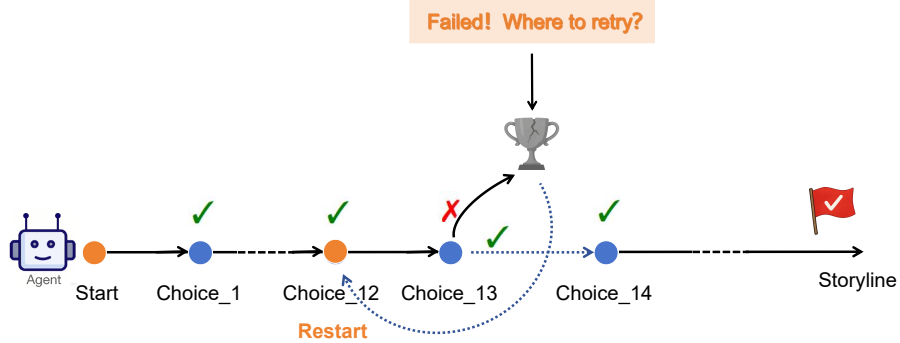 Failed! Where to retry?
Agent
Start
Choice_1
Choice_12
Choice_13
Choice_14
Storyline
Restart